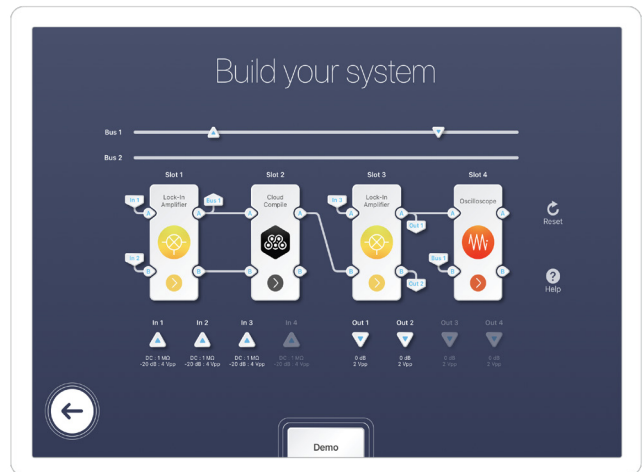 Build your system
Bus 1
Bus 2
Slot 1
Slot 2
Slot 3
Slot 4
Lock-In
Amplifier
Cloud
Compile
Lock-In
Amplifier
Oscilloscope
In 1
A
A
Bus 1
A
A
In 3
A
A
Out 1
A
A
In 2
B
B
B
B
B
B
Out 2
Bus 1
B
B
Reset
?
Help
In 1
In 2
In 3
In 4
Out 1
Out 2
Out 3
Out 4
DC : 1 MΩ
-20 dB : 4 Vpp
DC : 1 MΩ
-20 dB : 4 Vpp
DC : 1 MΩ
-20 dB : 4 Vpp
DC : 1 MΩ
-20 dB : 4 Vpp
0 dB
2 Vpp
0 dB
2 Vpp
0 dB
2 Vpp
0 dB
2 Vpp
Demo